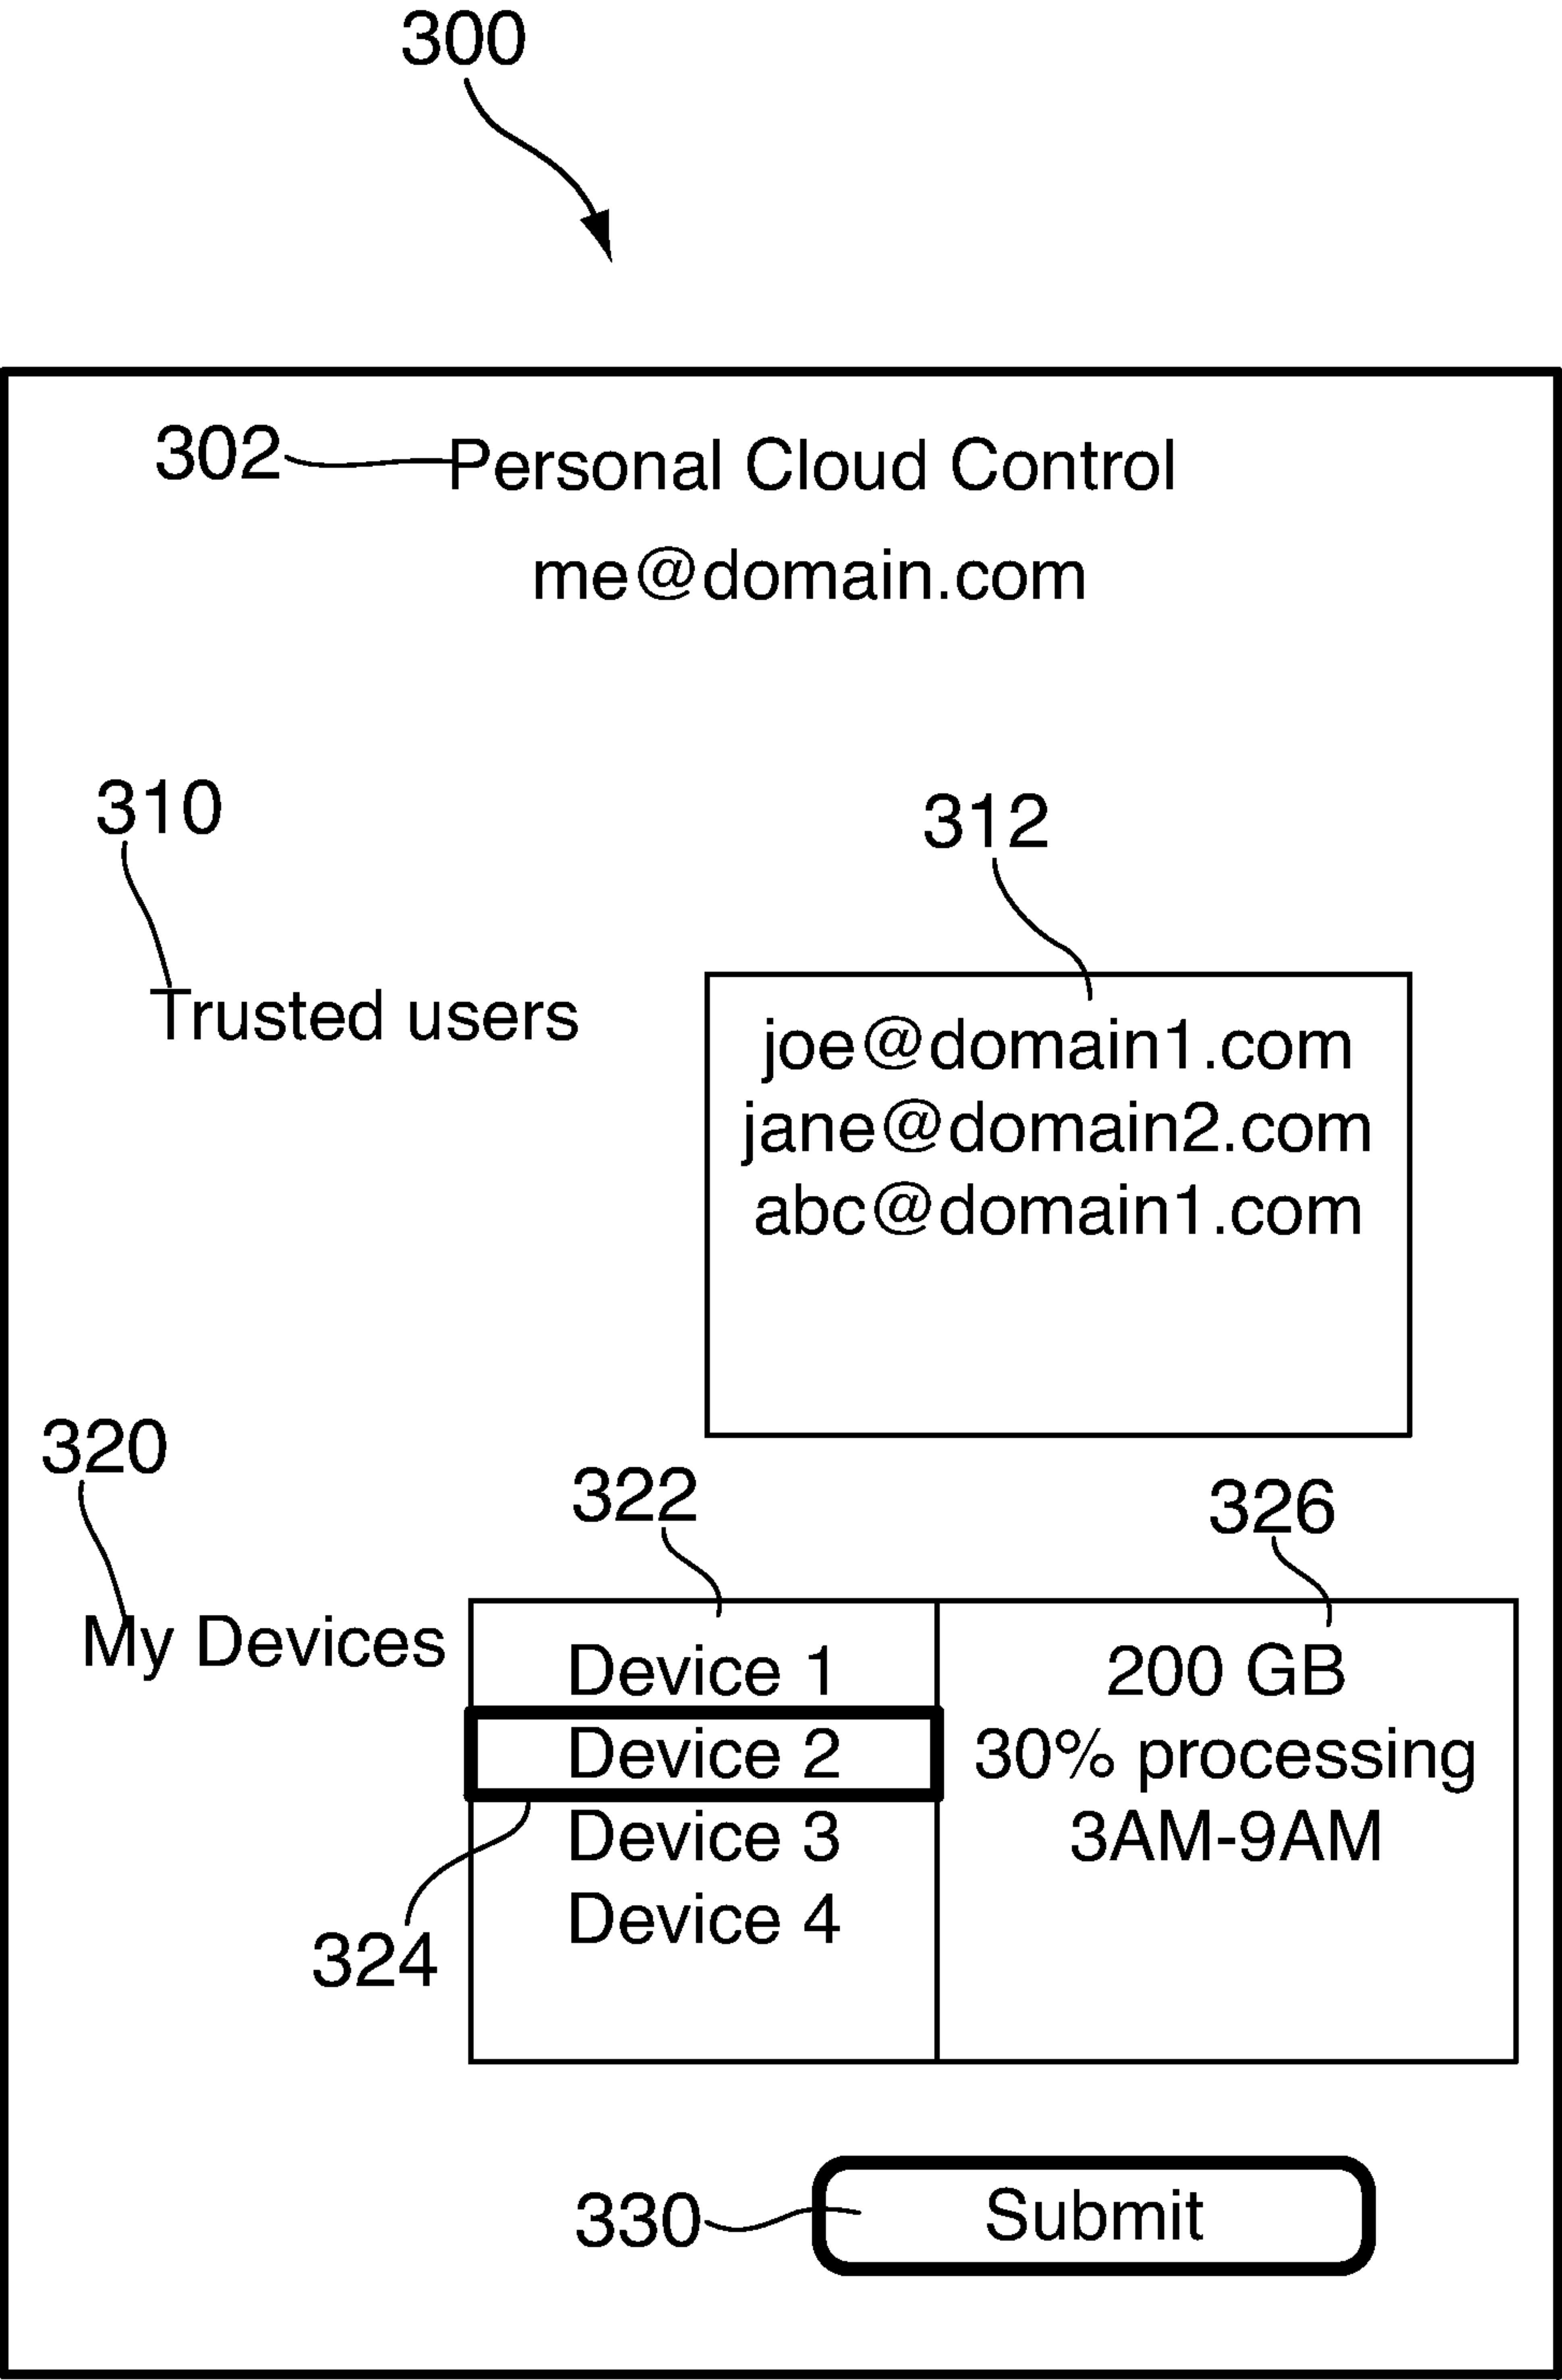 300
302 Personal Cloud Control
me@domain.com
310
312
Trusted users
joe@domain1.com
jane@domain2.com
abc@domain1.com
320
322
326
My Devices
Device 1
Device 2
Device 3
Device 4
200 GB
30% processing
3AM-9AM
324
330 Submit